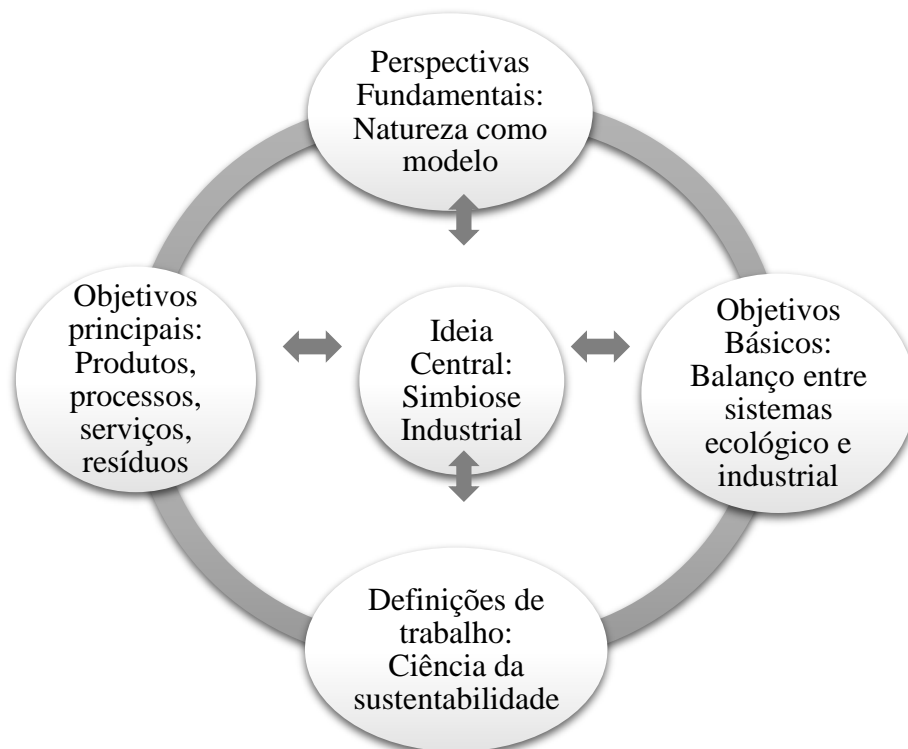 Perspectivas
Fundamentais:
Natureza como
modelo
Objetivos
principais:
Produtos,
processos,
serviços,
resíduos
Ideia
Central:
Simbiose
Industrial
Objetivos
Básicos:
Balanço entre
sistemas
ecológico e
industrial
Definições de
trabalho:
Ciência da
sustentabilidade